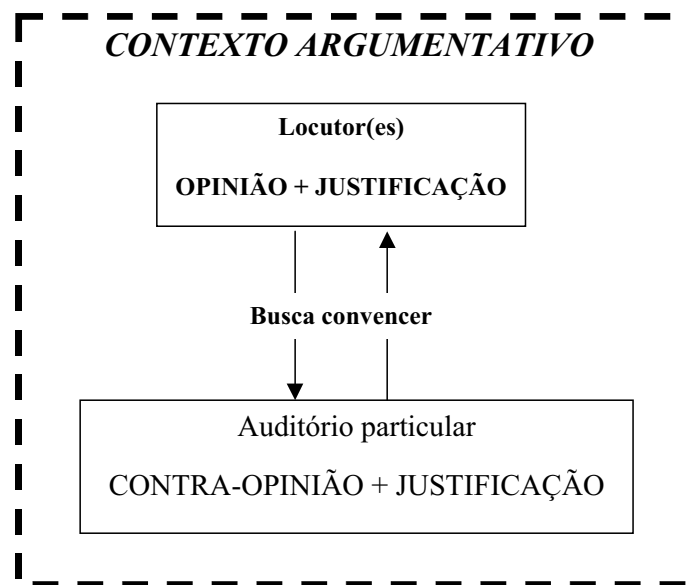 CONTEXTO ARGUMENTATIVO
Locutor(es)
OPINIÃO + JUSTIFICAÇÃO
Busca convencer
Auditório particular
CONTRA-OPINIÃO + JUSTIFICAÇÃO